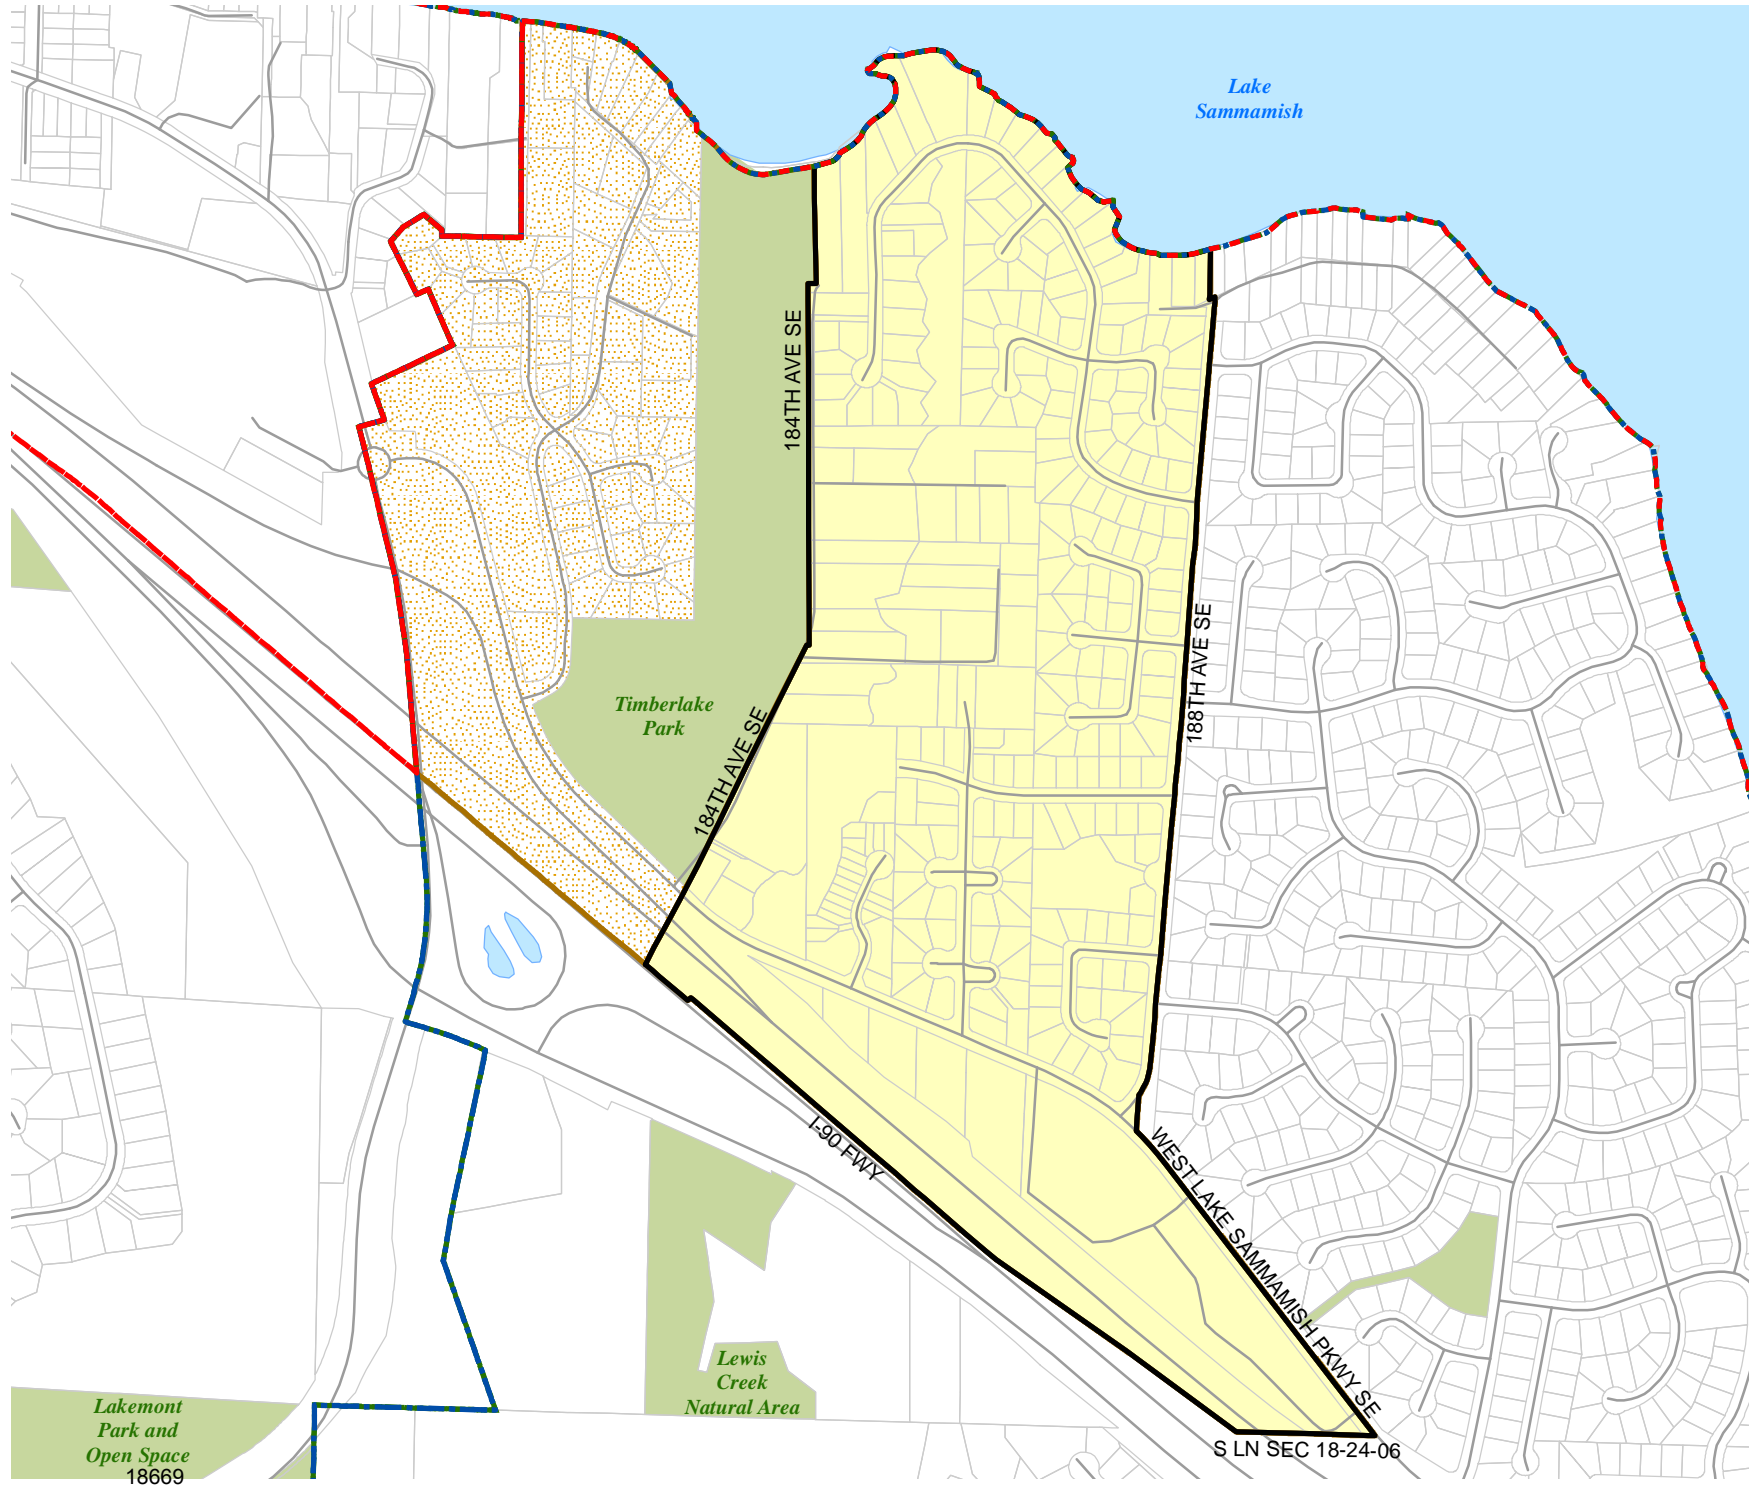 Lake
Sammamish
184TH AVE SE
188TH AVE SE
Timberlake
Park
184TH AVE SE
I-90 FWY
WEST LAKE SAMMAMISH PKWY SE
Lewis
Creek
Natural Area
Lakemont
Park and
Open Space
18669
S LN SEC 18-24-06